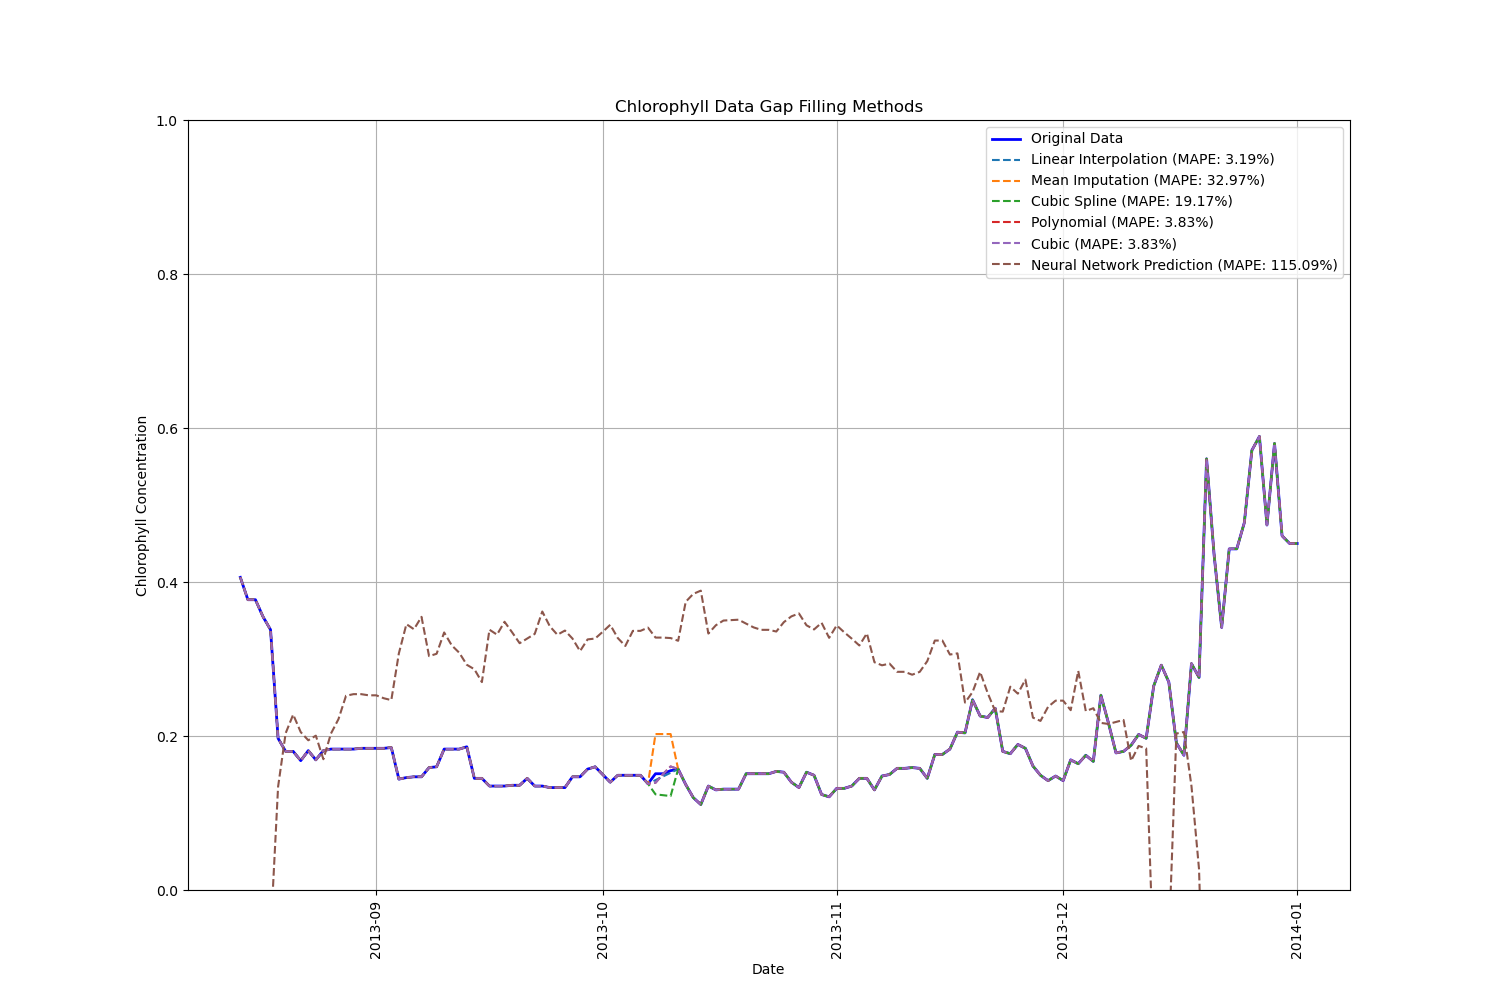 Chlorophyll Data Gap Filling Methods
1.0
0.8
0.6
0.4
0.2
0.0
Chlorophyll Concentration
Original Data
Linear Interpolation (MAPE: 3.19%)
Mean Imputation (MAPE: 32.97%)
Cubic Spline (MAPE: 19.17%)
Polynomial (MAPE: 3.83%)
Cubic (MAPE: 3.83%)
Neural Network Prediction (MAPE: 115.09%)
2013-09
2013-10
2013-11
2013-12
2014-01
Date